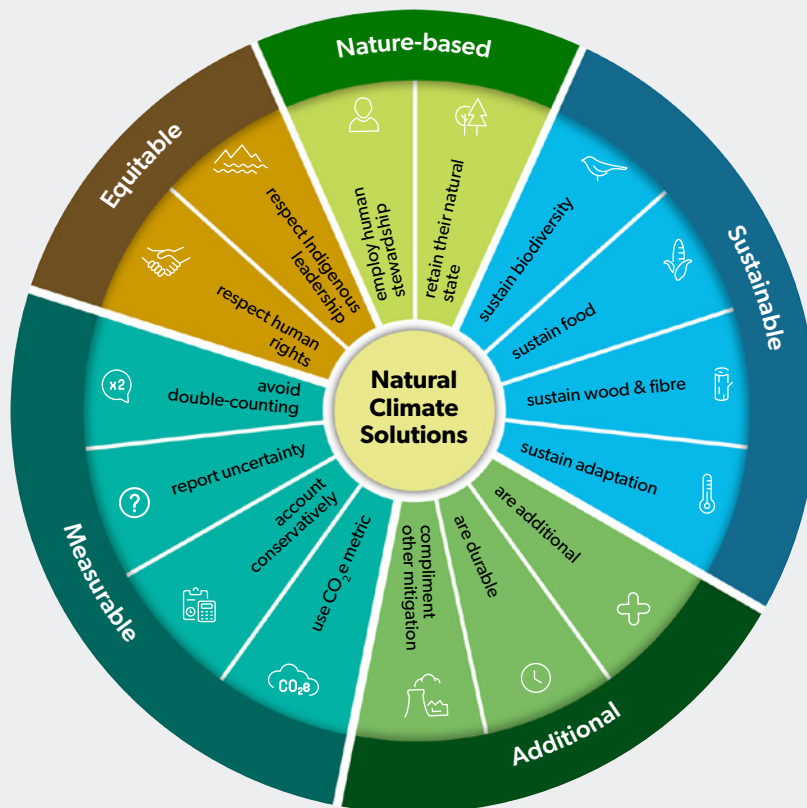 Nature-based
employ human
stewardship
retain their natural
state
Sustainable
sustain biodiversity
sustain food
sustain wood & fibre
sustain adaptation
Additional
are additional
are durable
compliment
other mitigation
Measurable
use CO₂e metric
CO₂e
account
conservatively
report uncertainty
?
avoid
double-counting
x2
Equitable
respect human
rights
respect Indigenous
leadership
Natural
Climate
Solutions